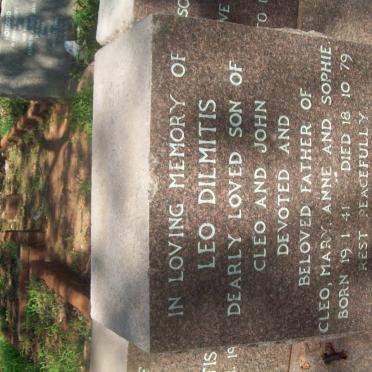 IN LOVING MEMORY OF
LEO DILMITIS
DEARLY LOVED SON OF
CLEO AND JOHN
DEVOTED AND
BELOVED FATHER OF
CLEO, MARY ANNE AND SOPHIE.
BORN 19·1·41 DIED 18·10·79
REST PEACEFULLY